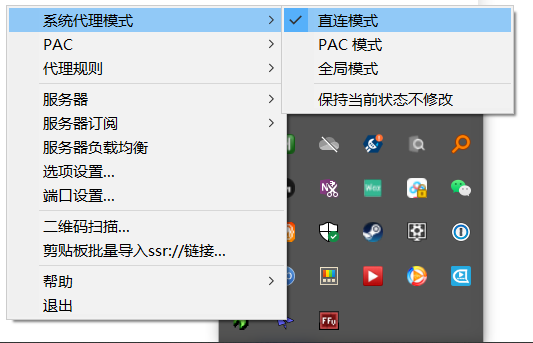 系统代理模式
PAC
代理规则
服务器
服务器订阅
服务器负载均衡
选项设置...
端口设置...
二维码扫描...
剪贴板批量导入ssr://链接...
帮助
退出
直连模式
PAC 模式
全局模式
保持当前状态不修改
FFu